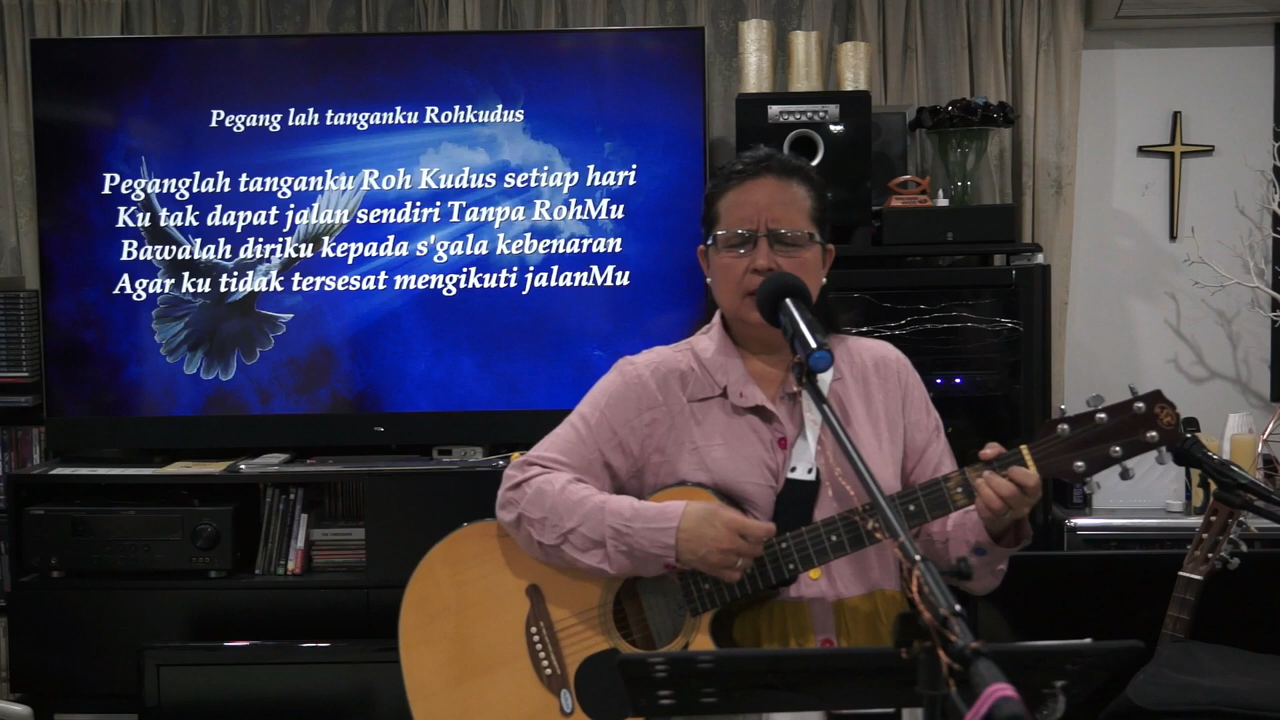 Pegang lah tanganku Rohkudus
Peganglah tanganku Roh Kudus setiap hari
Ku tak dapat jalan sendiri Tanpa RohMu
Bawalah diriku kepada s'gala kebenaran
Agar ku tidak tersesat mengikuti jalanMu